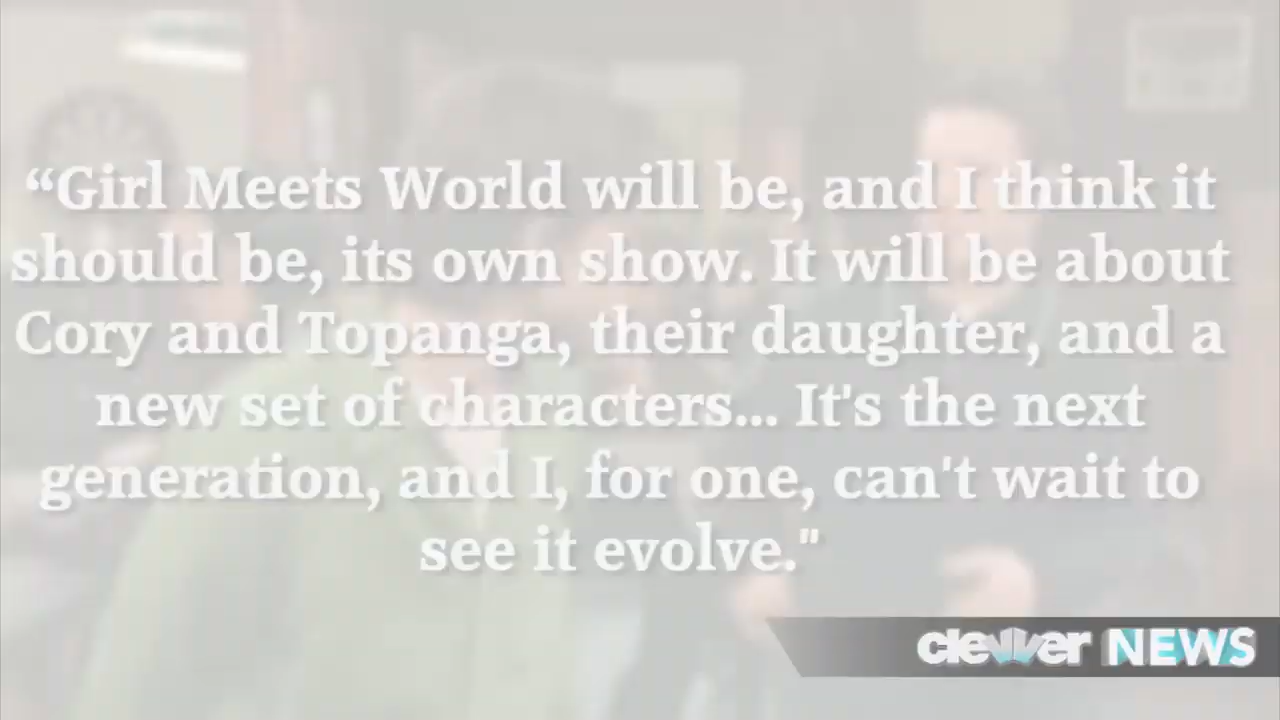 “Girl Meets World will be, and I think it
should be, its own show. It will be about
Cory and Topanga, their daughter, and a
new set of characters... It's the next
generation, and I, for one, can't wait to
see it evolve."
clevver NEWS